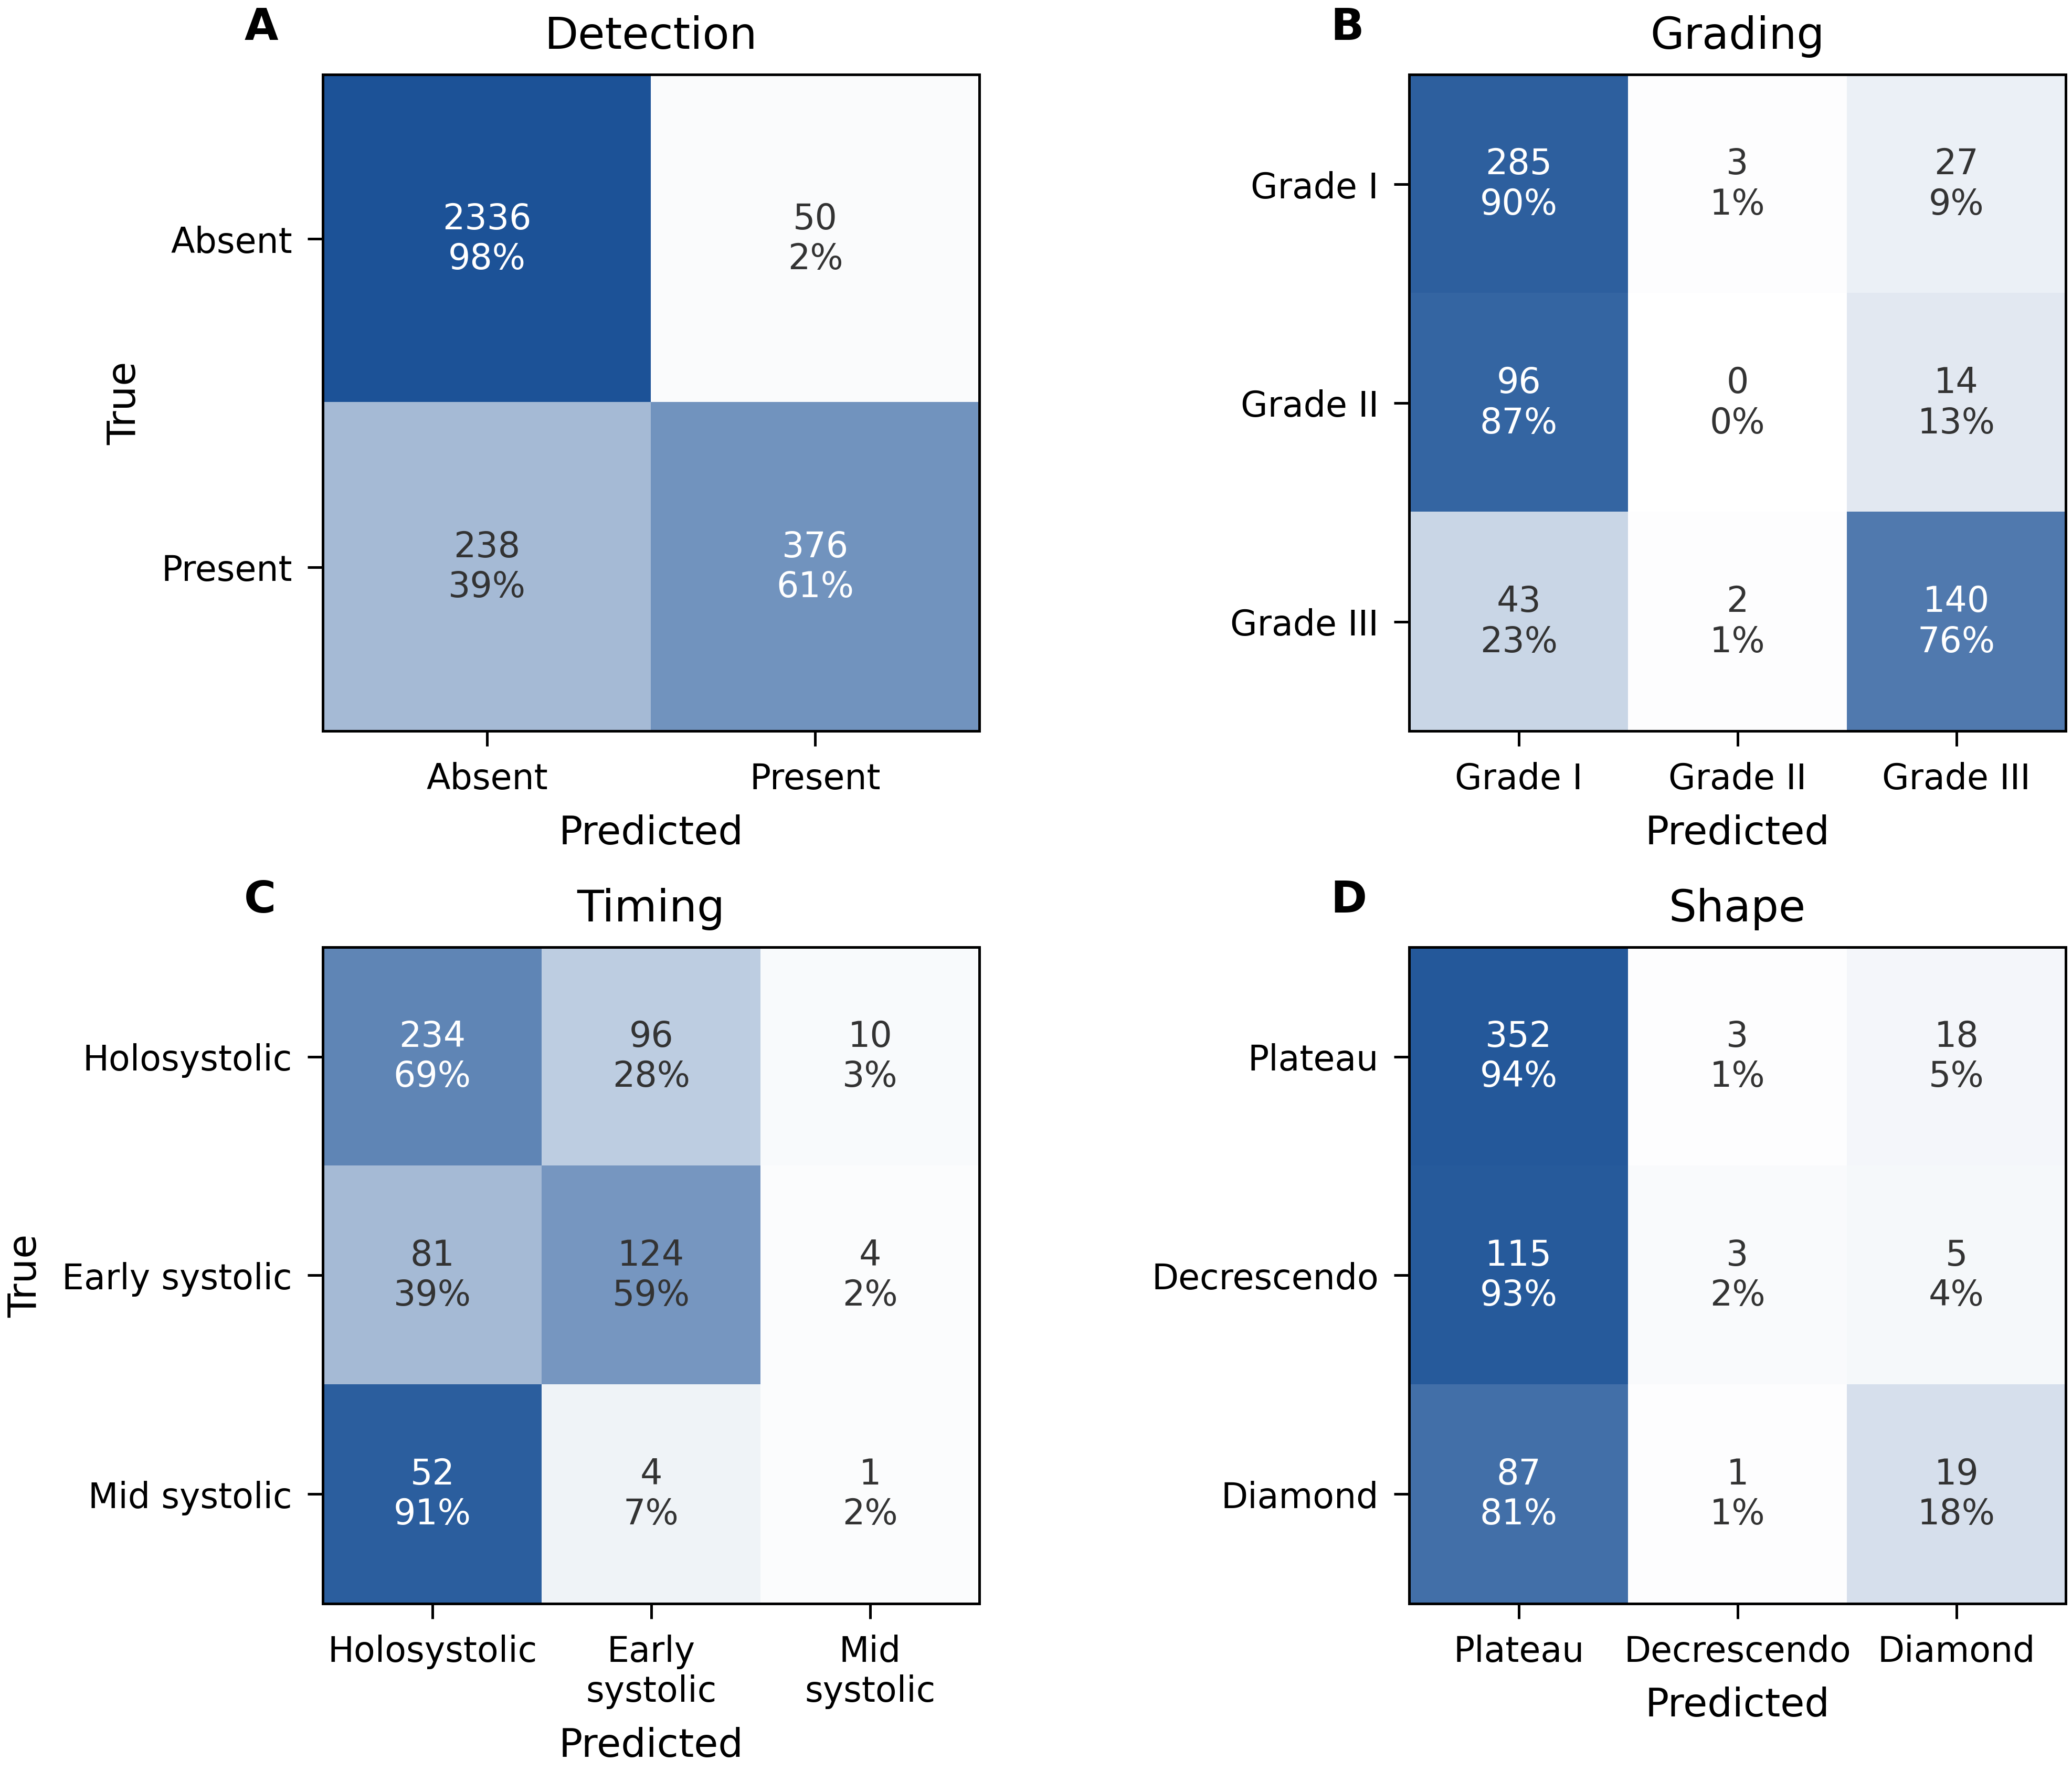 A
Detection
True
Absent
2336
98%
50
2%
Present
238
39%
376
61%
Absent
Present
Predicted
B
Grading
Grade I
285
90%
3
1%
27
9%
Grade II
96
87%
0
0%
14
13%
Grade III
43
23%
2
1%
140
76%
Grade I
Grade II
Grade III
Predicted
C
Timing
True
Holosystolic
234
69%
96
28%
10
3%
Early systolic
81
39%
124
59%
4
2%
Mid systolic
52
91%
4
7%
1
2%
Holosystolic
Early
systolic
Mid
systolic
Predicted
D
Shape
Plateau
352
94%
3
1%
18
5%
Decrescendo
115
93%
3
2%
5
4%
Diamond
87
81%
1
1%
19
18%
Plateau
Decrescendo
Diamond
Predicted